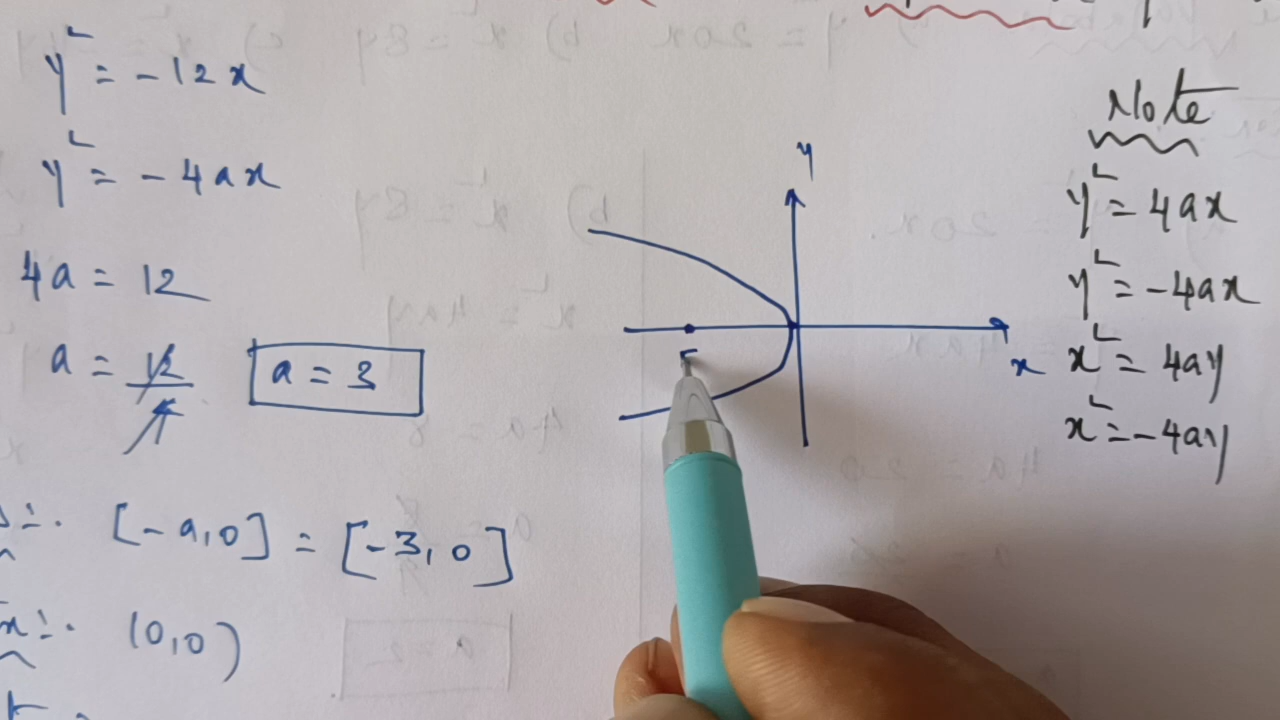 y² = -12x
y² = -4ax
4a = 12
a = 12
a = 3
[-a,0] = [-3,0]
(0,0)
y
x
Note
y² = 4ax
y² = -4ax
x² = 4ay
x² = -4ay